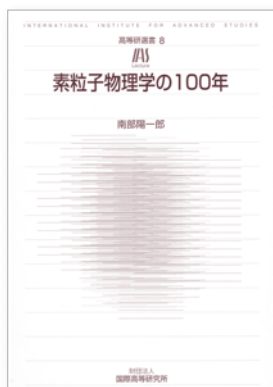 INTERNATIONAL INSTITUTE FOR ADVANCED STUDIES
高等研選書 8
IIAS
Lecture
素粒子物理学の100年
南部陽一郎
財団法人
国際高等研究所